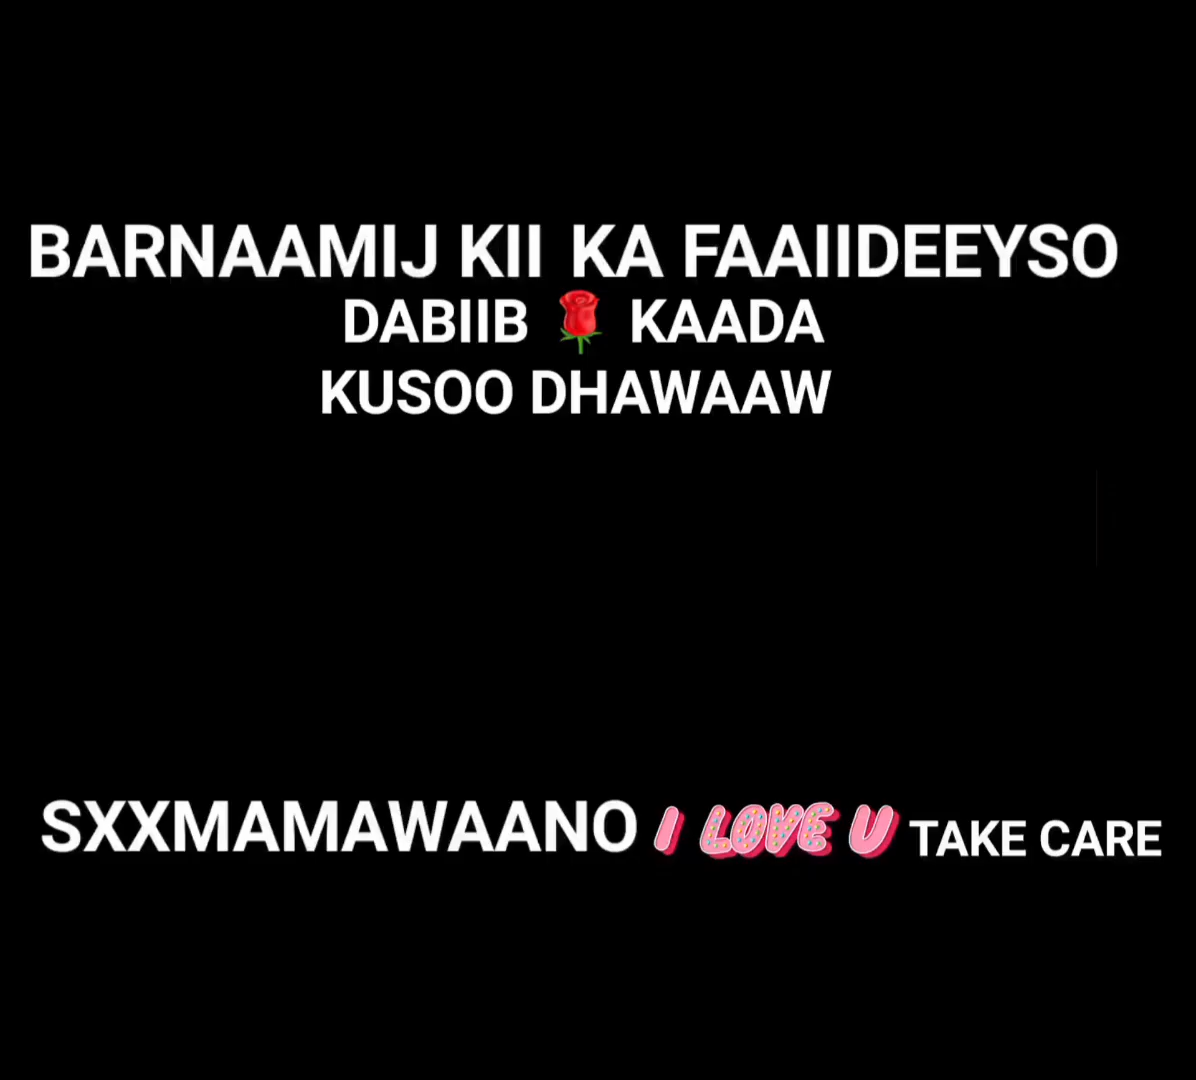 BARNAAMIJ KII KA FAAIIDEEYSO
DABIIB 🌹 KAADA
KUSOO DHAWAAW
SXXMAMAWAANO I LOVE U TAKE CARE